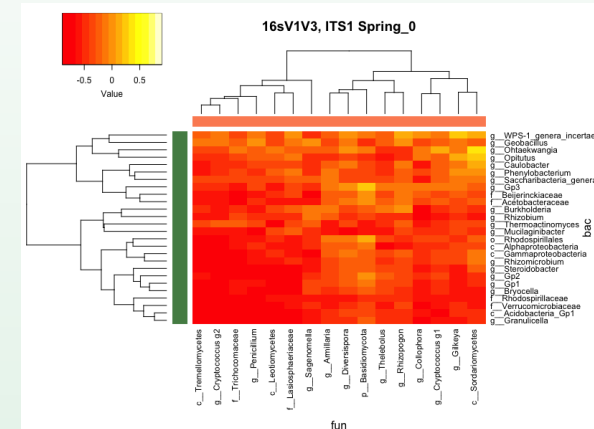 16sV1V3, ITS1 Spring_0
-0.5 0 0.5
Value
g__WPS-1_genera_incertae
g__Geobacillus
g__Ohtaekwangia
g__Opitutus
g__Caulobacter
g__Phenylobacterium
g__Saccharibacteria_genera
g__Gp3
f__Beijerinckiaceae
f__Acetobacteraceae
g__Burkholderia
g__Rhizobium
g__Thermoactinomyces
g__Mucilaginibacter
o__Rhodospirillales
c__Alphaproteobacteria
c__Gammaproteobacteria
g__Rhizomicrobium
g__Steroidobacter
g__Gp2
g__Gp1
g__Bryocella
f__Rhodospirillaceae
f__Verrucomicrobiaceae
c__Acidobacteria_Gp1
g__Granulicella
bac
c__Tremellomycetes
g__Cryptococcus g2
f__Trichocomaceae
g__Penicillium
c__Leotiomycetes
f__Lasiosphaeriaceae
g__Sagenomella
g__Armillaria
g__Diversispora
p__Basidiomycota
g__Thelebolus
g__Rhizopogon
g__Collophora
g__Cryptococcus g1
g__Gilkeya
c__Sordariomycetes
fun